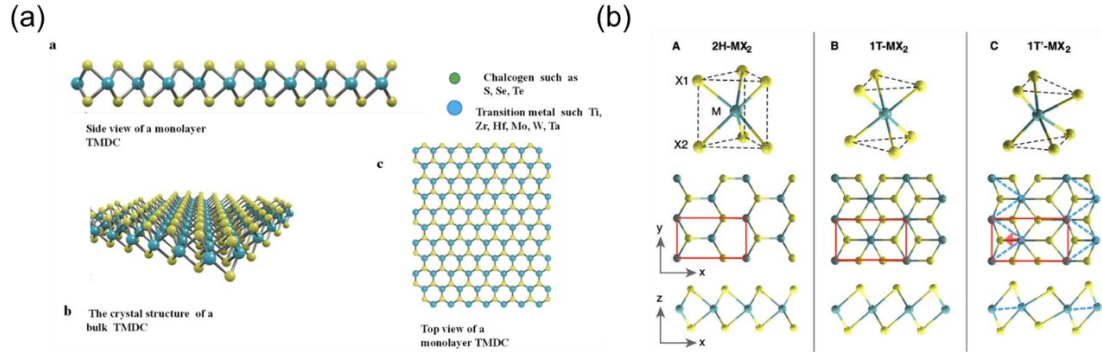 (a)
a
Side view of a monolayer
TMDC
Chalcogen such as
S, Se, Te
Transition metal such Ti,
Zr, Hf, Mo, W, Ta
c
b
The crystal structure of a
bulk TMDC
Top view of a
monolayer TMDC
(b)
A 2H-MX₂
B 1T-MX₂
C 1T'-MX₂
X1
M
X2
y
x
z
x